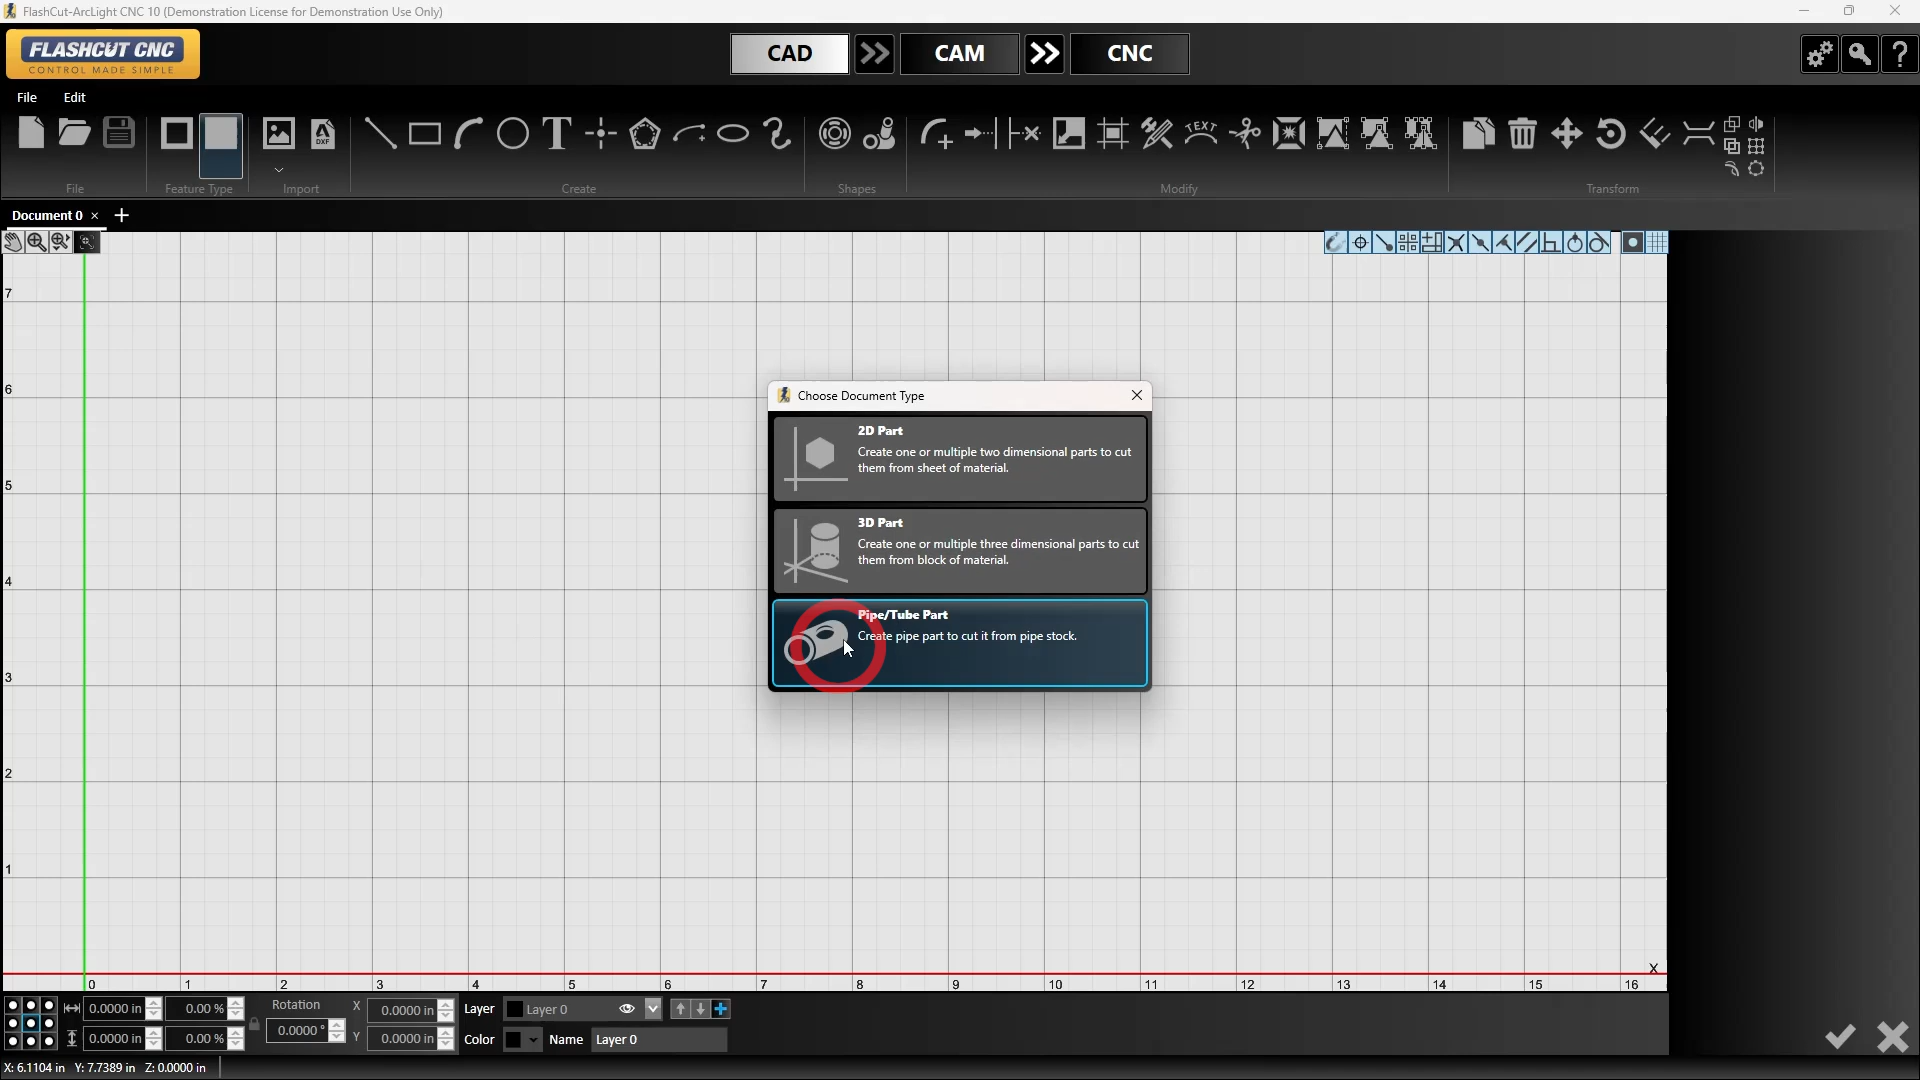 FlashCut-ArcLight CNC 10 (Demonstration License for Demonstration Use Only)
FLASHCUT CNC
CONTROL MADE SIMPLE
CAD
CAM
CNC
File
Edit
T
DXF
TEXT
File
Feature Type
Import
Create
Shapes
Modify
Transform
Document 0
7
6
5
4
3
2
1
Choose Document Type
2D Part
Create one or multiple two dimensional parts to cut
them from sheet of material.
3D Part
Create one or multiple three dimensional parts to cut
them from block of material.
Pipe/Tube Part
Create pipe part to cut it from pipe stock.
X
0 1 2 3 4 5 6 7 8 9 10 11 12 13 14 15 16
0.0000 in 0.00 % Rotation X 0.0000 in Layer Layer 0
0.0000 in 0.00 % 0.0000 ° Y 0.0000 in Color Name Layer 0
X: 6.1104 in Y: 7.7389 in Z: 0.0000 in